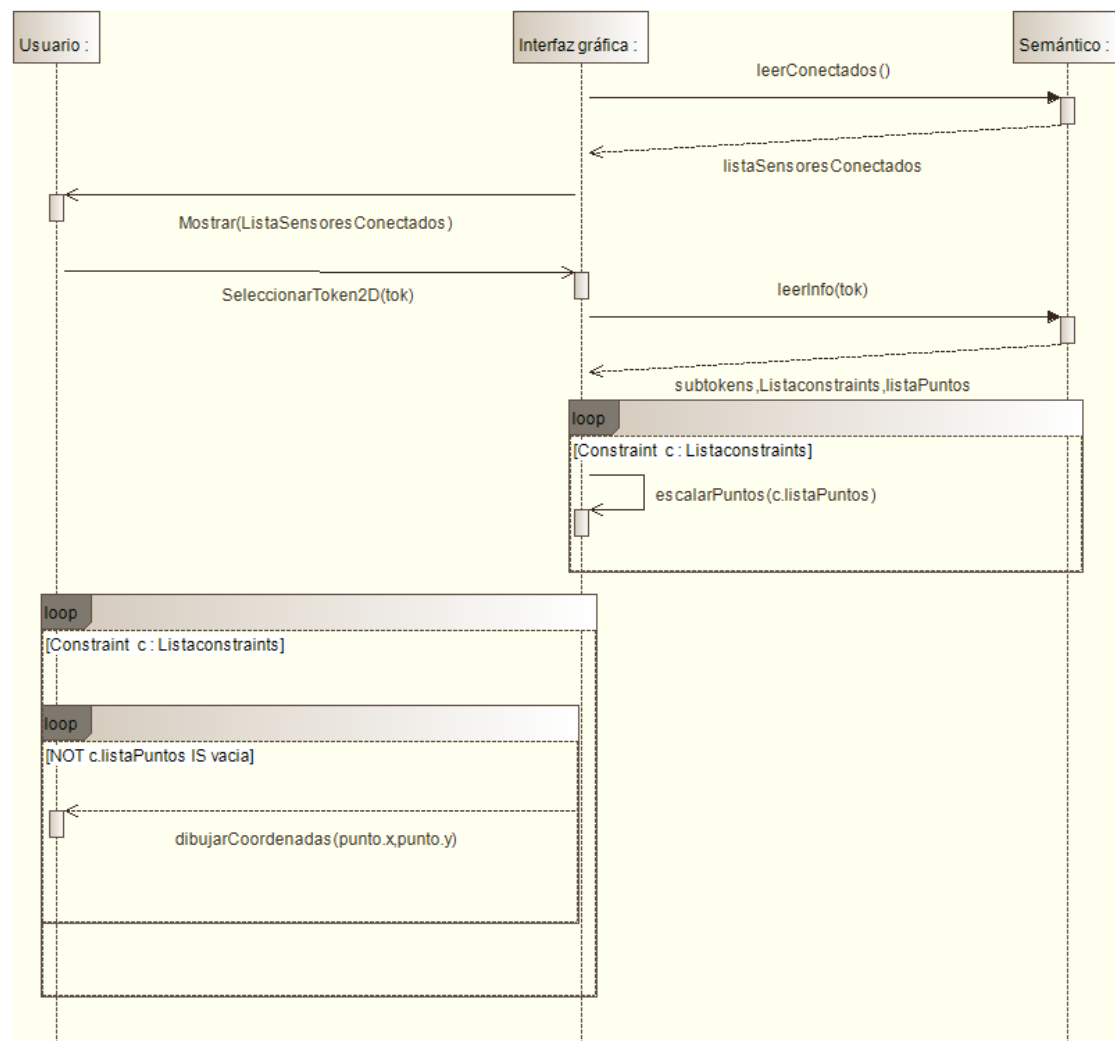 Usuario :
Interfaz gráfica :
Semántico :
leerConectados()
listaSensoresConectados
Mostrar(ListaSensoresConectados)
SeleccionarToken2D(tok)
leerInfo(tok)
subtokens,Listaconstraints,listaPuntos
loop
[Constraint c : Listaconstraints]
escalarPuntos(c.listaPuntos)
loop
[Constraint c : Listaconstraints]
loop
[NOT c.listaPuntos IS vacia]
dibujarCoordenadas(punto.x,punto.y)